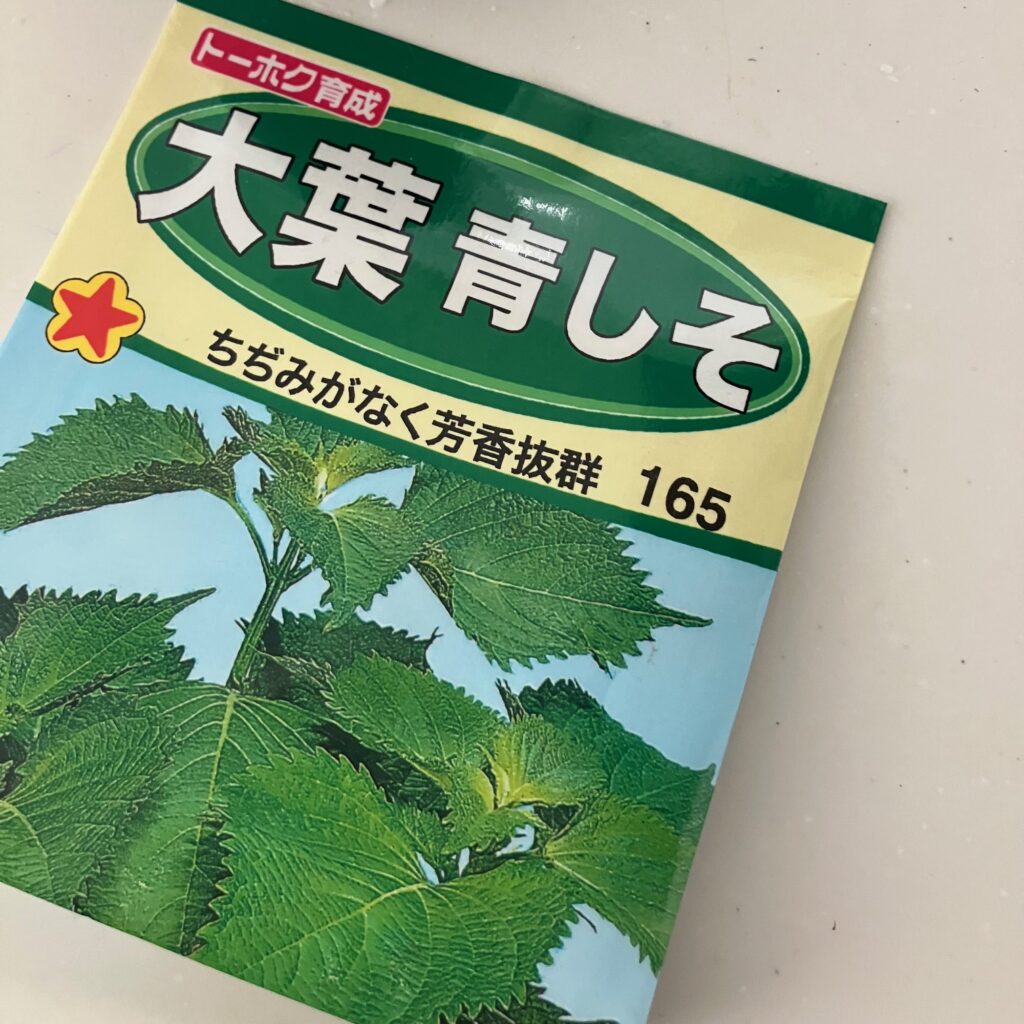 トーホク育成
大葉 青しそ
ちぢみがなく芳香抜群 165